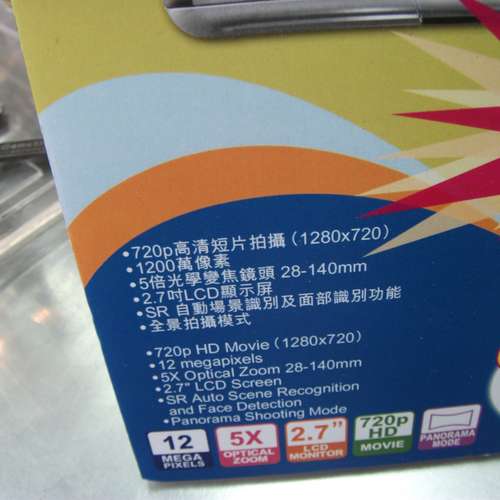 •720p高清短片拍攝 (1280x720)
•1200萬像素
•5倍光學變焦鏡頭 28-140mm
•2.7吋LCD顯示屏
•SR 自動場景識別及面部識別功能
•全景拍攝模式
•720p HD Movie (1280x720)
•12 megapixels
•5X Optical Zoom 28-140mm
•2.7" LCD Screen
•SR Auto Scene Recognition
and Face Detection
•Panorama Shooting Mode
12
MEGA
PIXELS
5X
OPTICAL
ZOOM
2.7"
LCD
MONITOR
720p
HD
MOVIE
PANORAMA
MODE